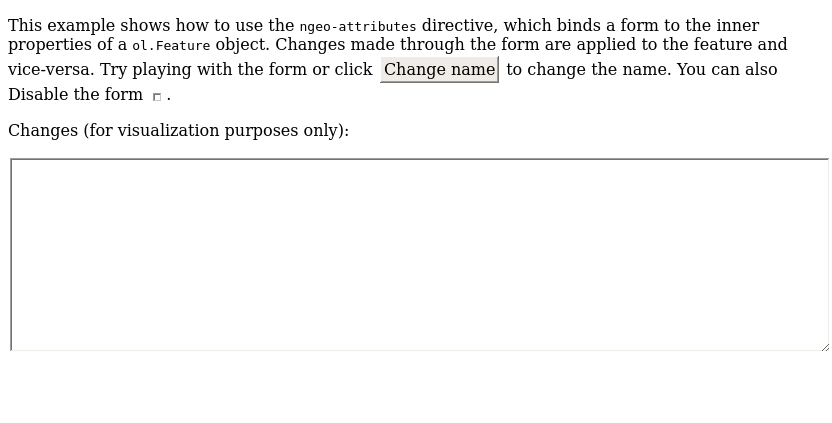 This example shows how to use the ngeo-attributes directive, which binds a form to the inner
properties of a ol.Feature object. Changes made through the form are applied to the feature and
vice-versa. Try playing with the form or click Change name to change the name. You can also
Disable the form .
Changes (for visualization purposes only):